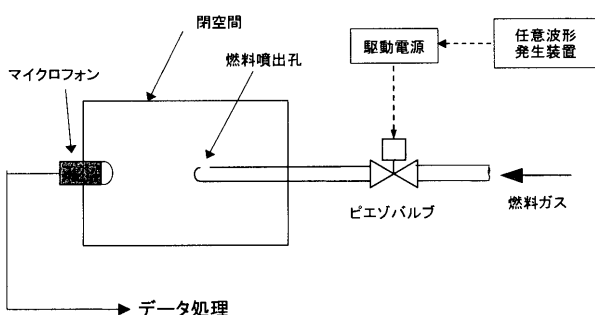 閉空間
マイクロフォン
燃料噴出孔
駆動電源
任意波形
発生装置
ピエゾバルブ
燃料ガス
データ処理